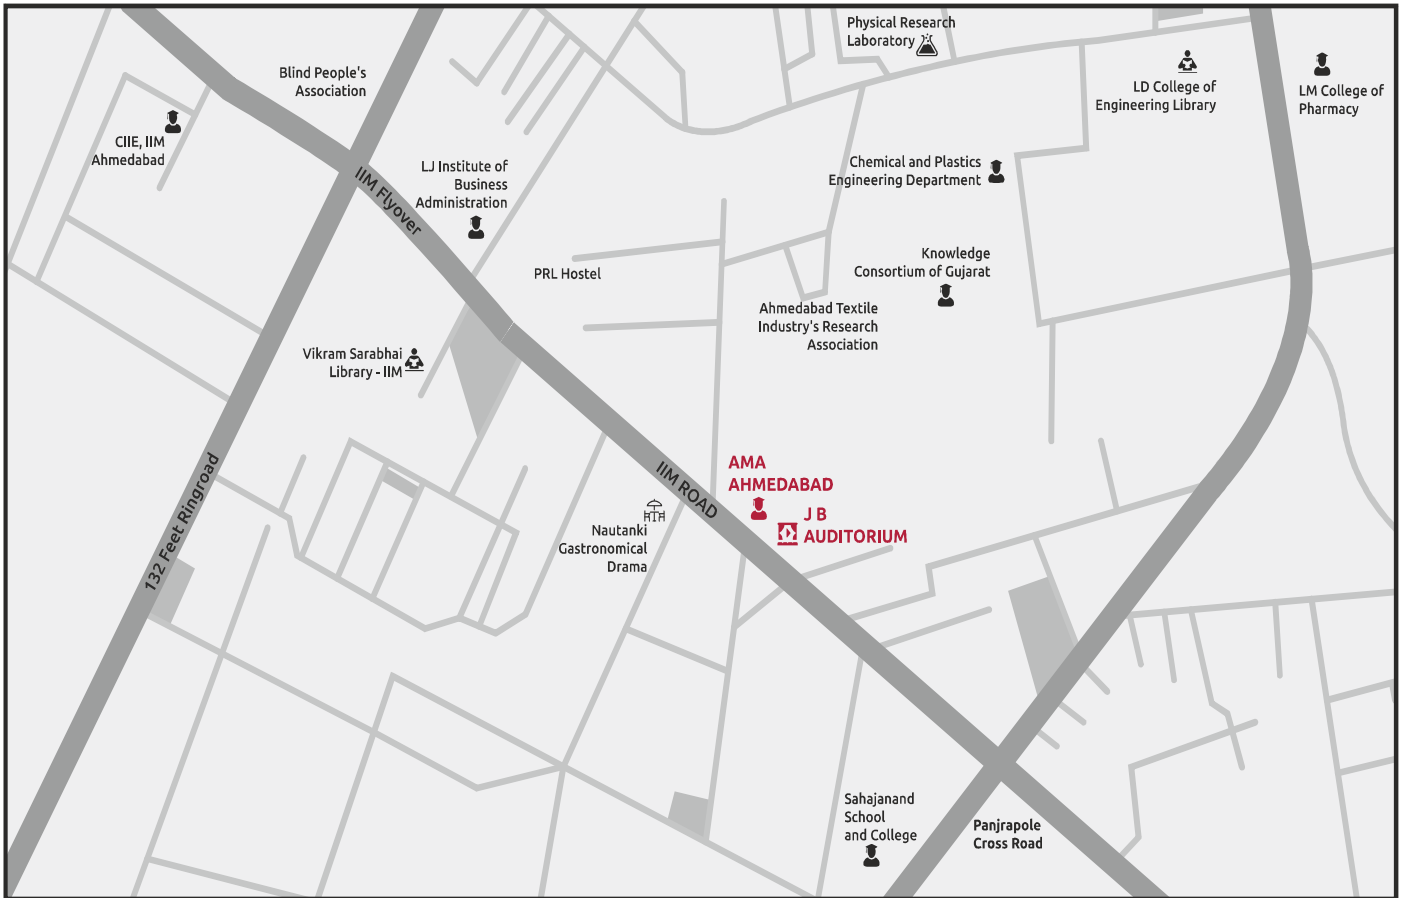 Physical Research
Laboratory
Blind People's
Association
LD College of
Engineering Library
LM College of
Pharmacy
CIIE, IIM
Ahmedabad
LJ Institute of
Business
Administration
IIM Flyover
Chemical and Plastics
Engineering Department
Knowledge
Consortium of Gujarat
PRL Hostel
Ahmedabad Textile
Industry's Research
Association
Vikram Sarabhai
Library - IIM
132 Feet Ringroad
IIM ROAD
AMA
AHMEDABAD
J B
AUDITORIUM
Nautanki
Gastronomical
Drama
Sahajanand
School
and College
Panjrapole
Cross Road